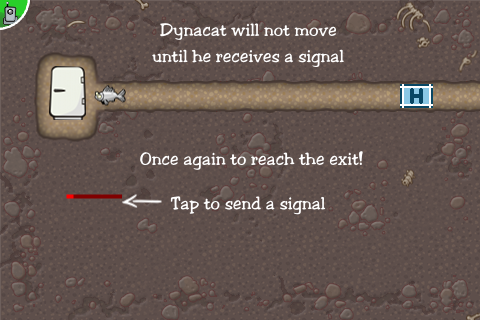 Dynacat will not move
until he receives a signal
H
Once again to reach the exit!
Tap to send a signal